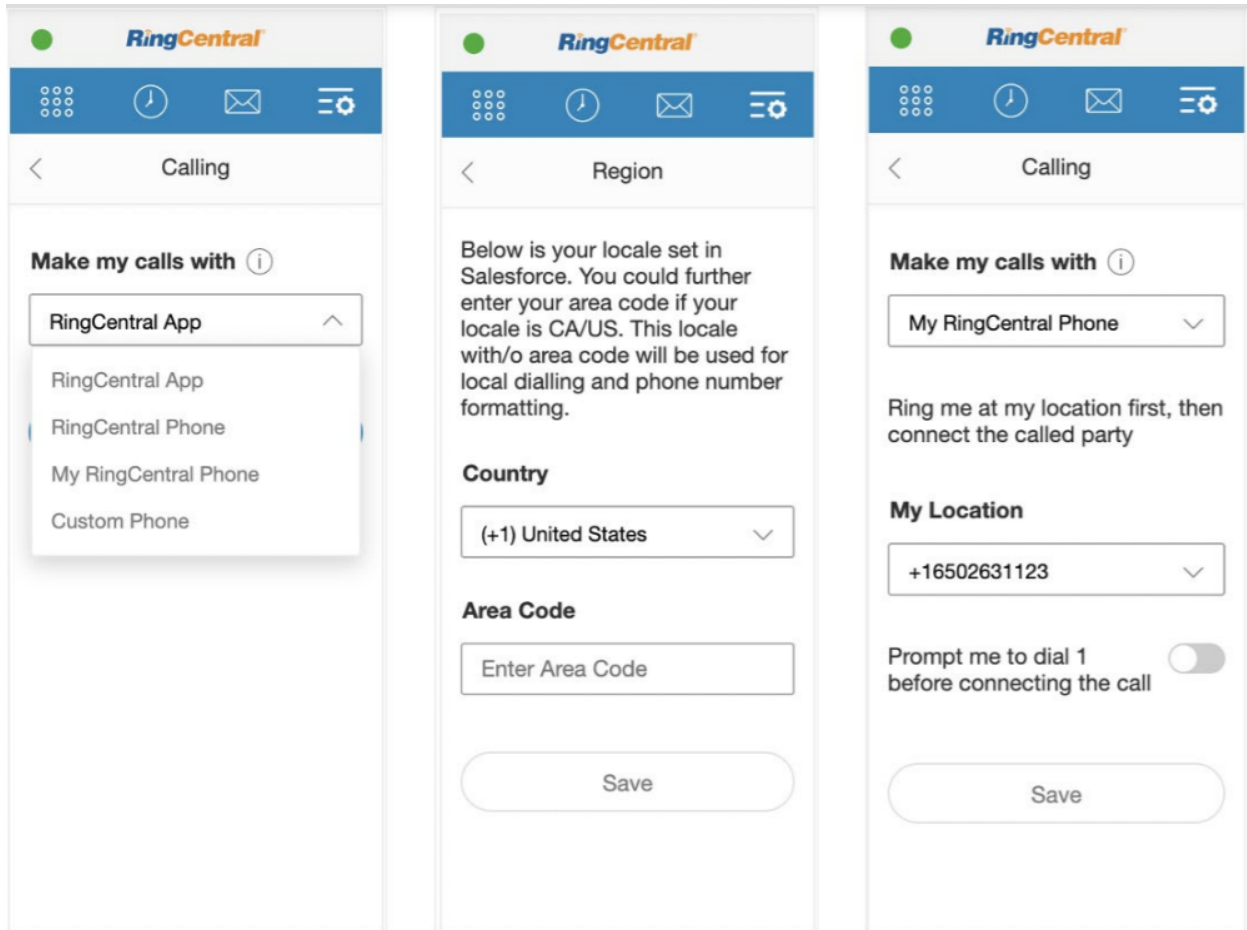 RingCentral
Calling
Make my calls with
RingCentral App
RingCentral App
RingCentral Phone
My RingCentral Phone
Custom Phone
RingCentral
Region
Below is your locale set in
Salesforce. You could further
enter your area code if your
locale is CA/US. This locale
with/o area code will be used for
local dialling and phone number
formatting.
Country
(+1) United States
Area Code
Enter Area Code
Save
RingCentral
Calling
Make my calls with
My RingCentral Phone
Ring me at my location first, then
connect the called party
My Location
+16502631123
Prompt me to dial 1
before connecting the call
Save